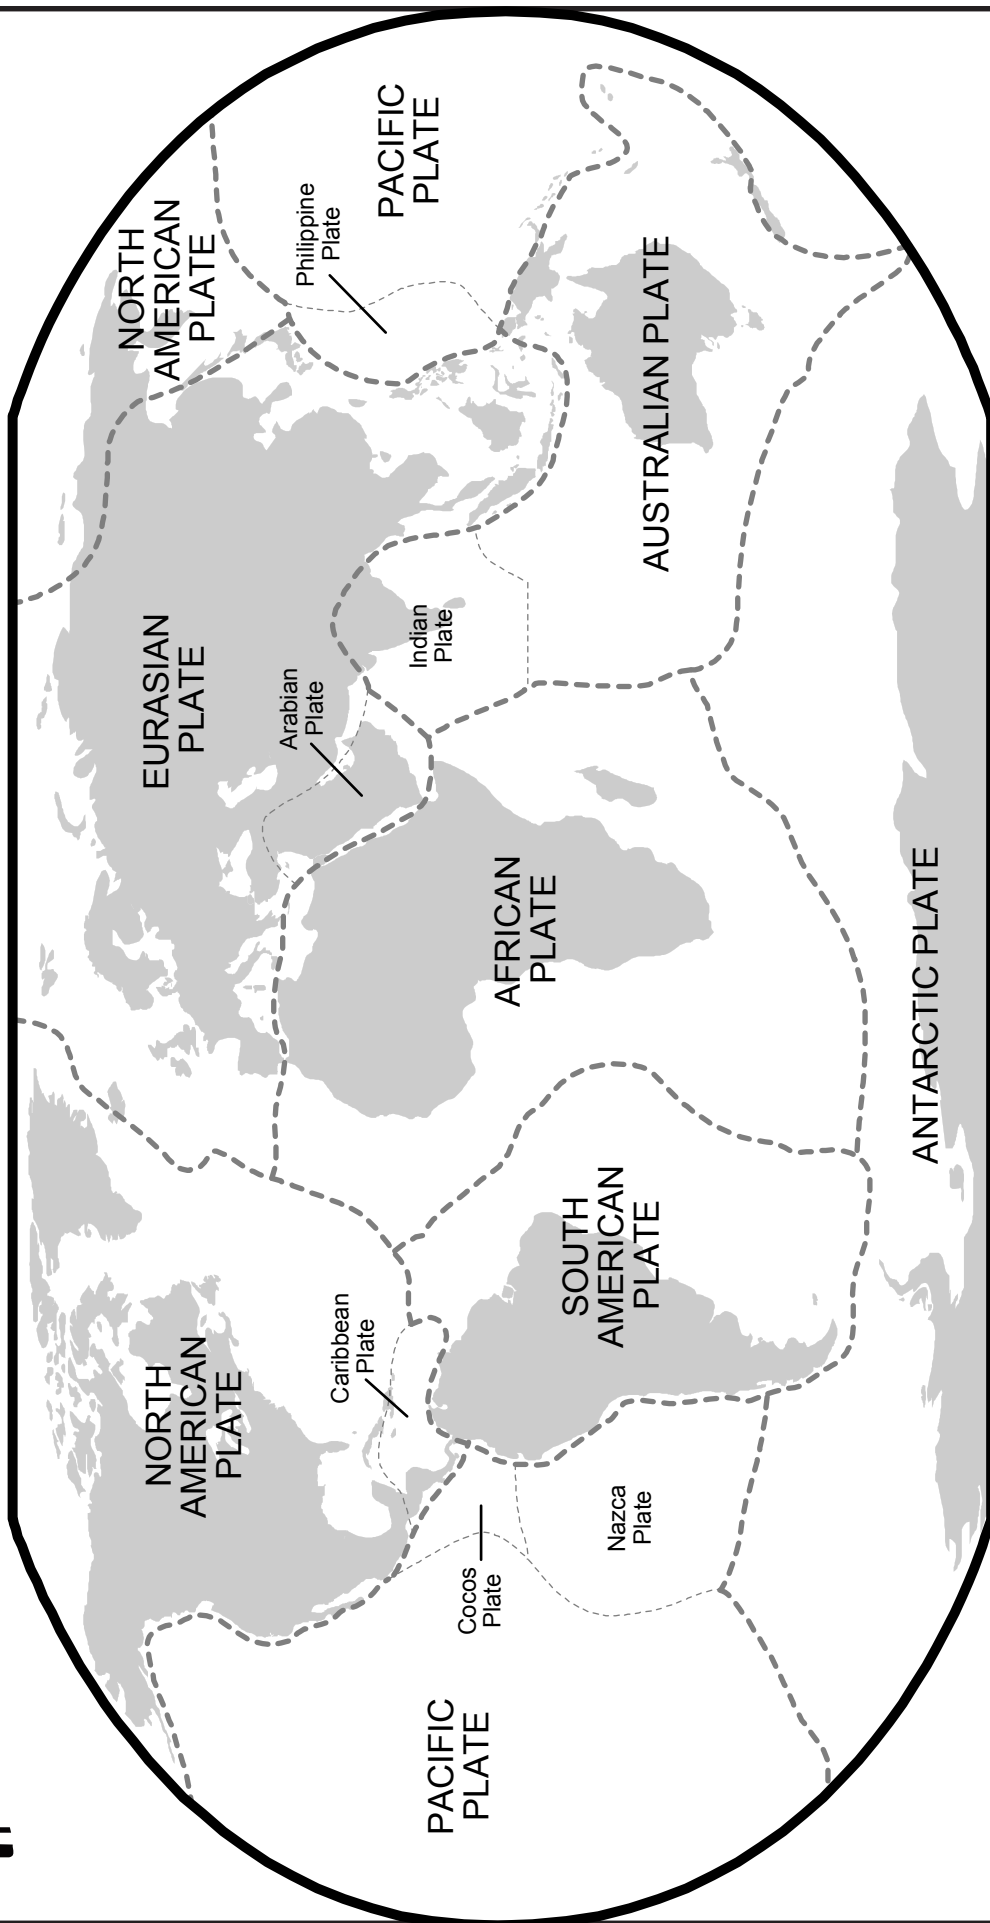 NORTH
AMERICAN
PLATE
EURASIAN
PLATE
NORTH
AMERICAN
PLATE
Arabian
Plate
Philippine
Plate
Caribbean
Plate
PACIFIC
PLATE
Indian
Plate
PACIFIC
PLATE
Cocos
Plate
AFRICAN
PLATE
SOUTH
AMERICAN
PLATE
Nazca
Plate
AUSTRALIAN PLATE
ANTARCTIC PLATE